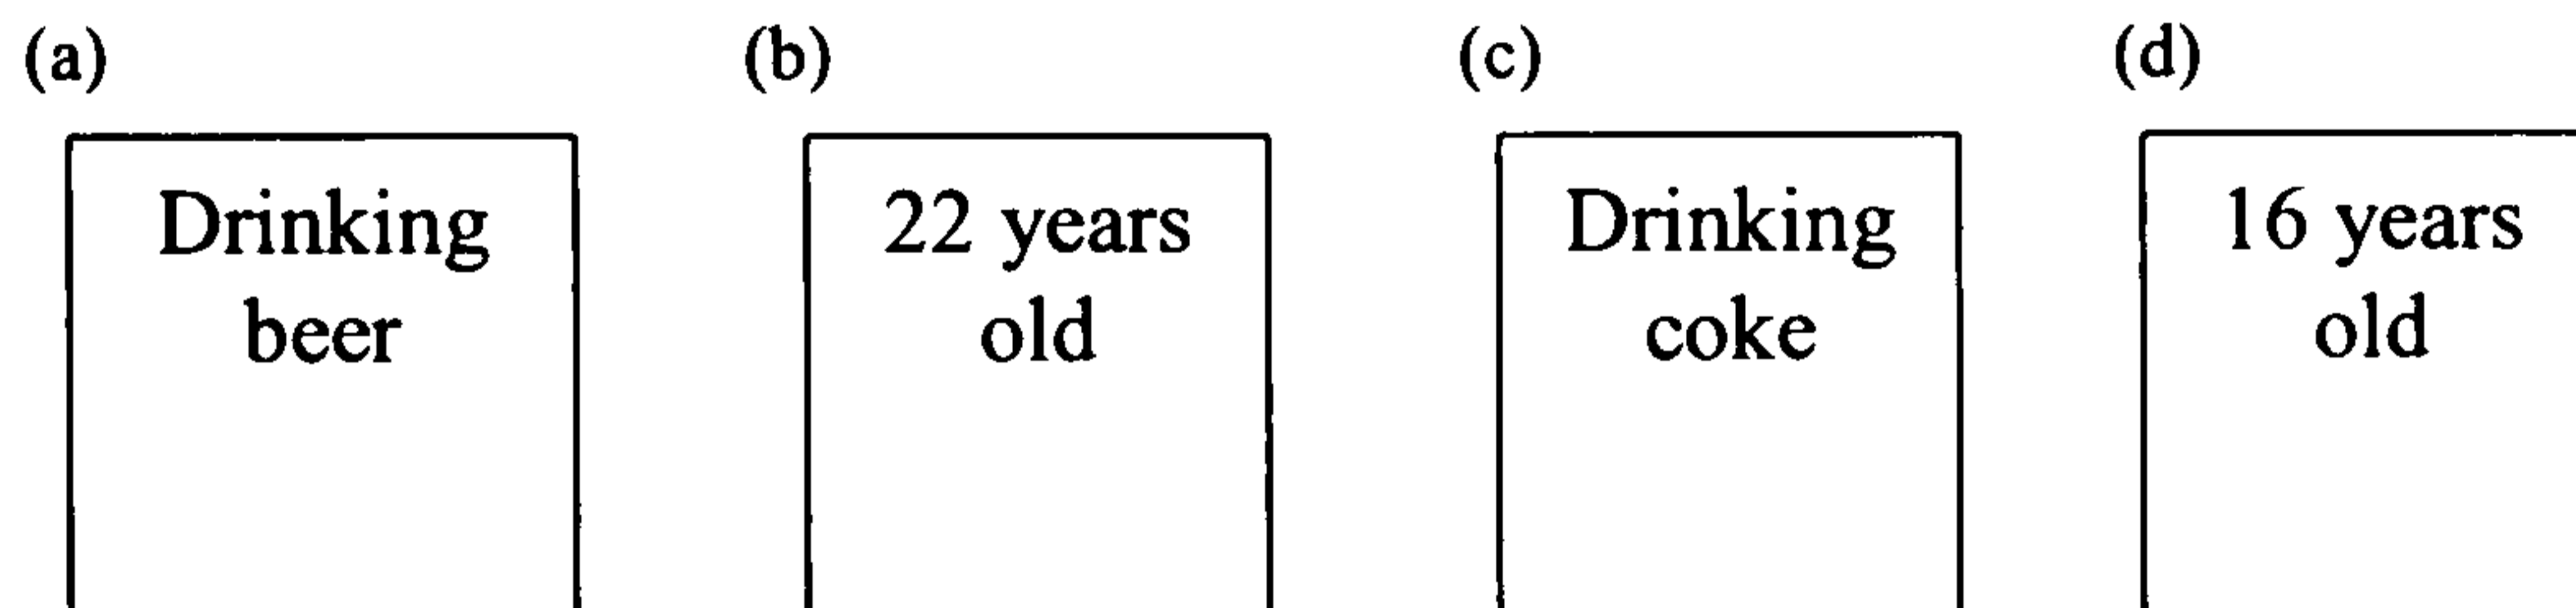 (a) (b) (c) (d)
Drinking beer
22 years old
Drinking coke
16 years old